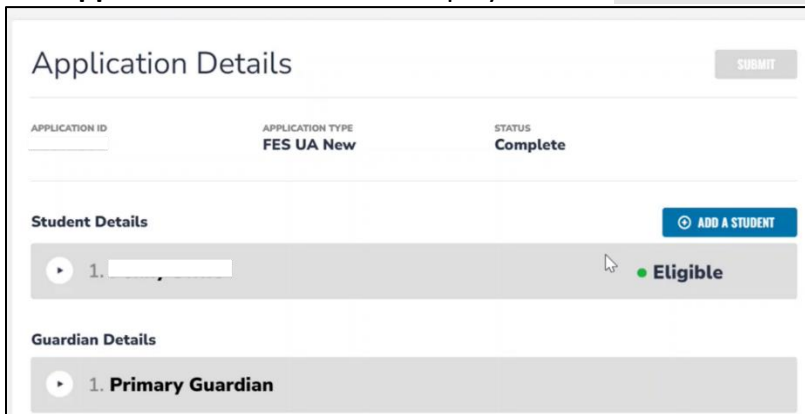 Application Details
SUBMIT
APPLICATION ID
APPLICATION TYPE
STATUS
FES UA New
Complete
Student Details
ADD A STUDENT
1.
Eligible
Guardian Details
1. Primary Guardian